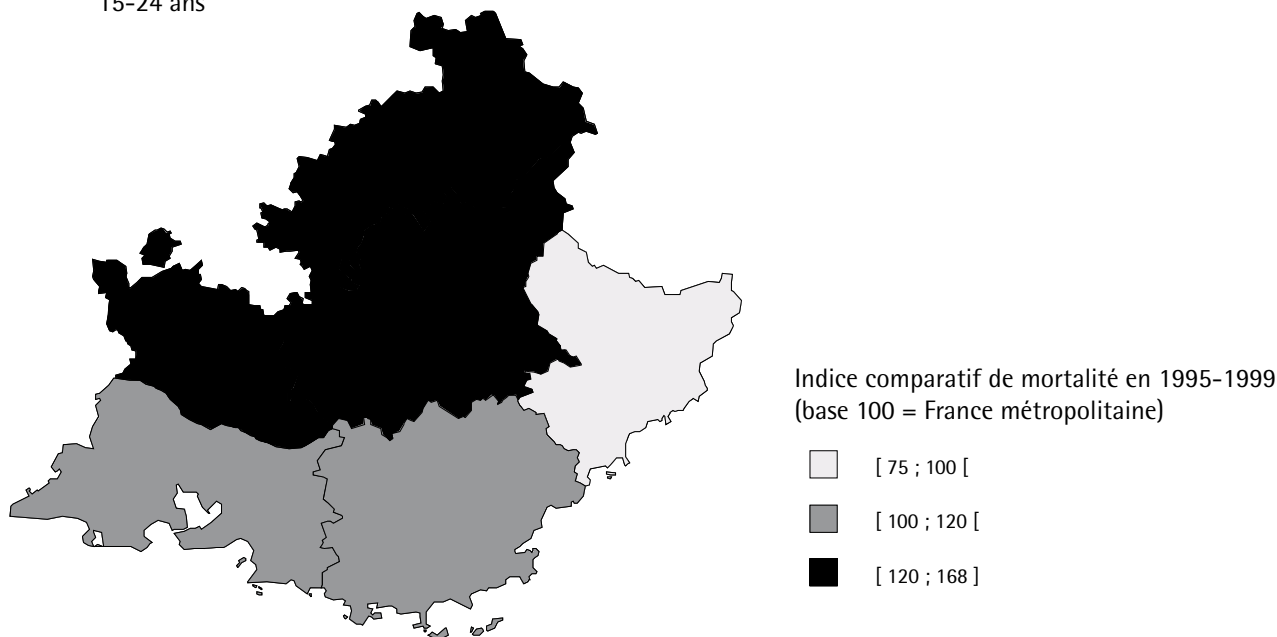 15-24 ans
Indice comparatif de mortalité en 1995-1999
(base 100 = France métropolitaine)
[ 75 ; 100 [
[ 100 ; 120 [
[ 120 ; 168 ]